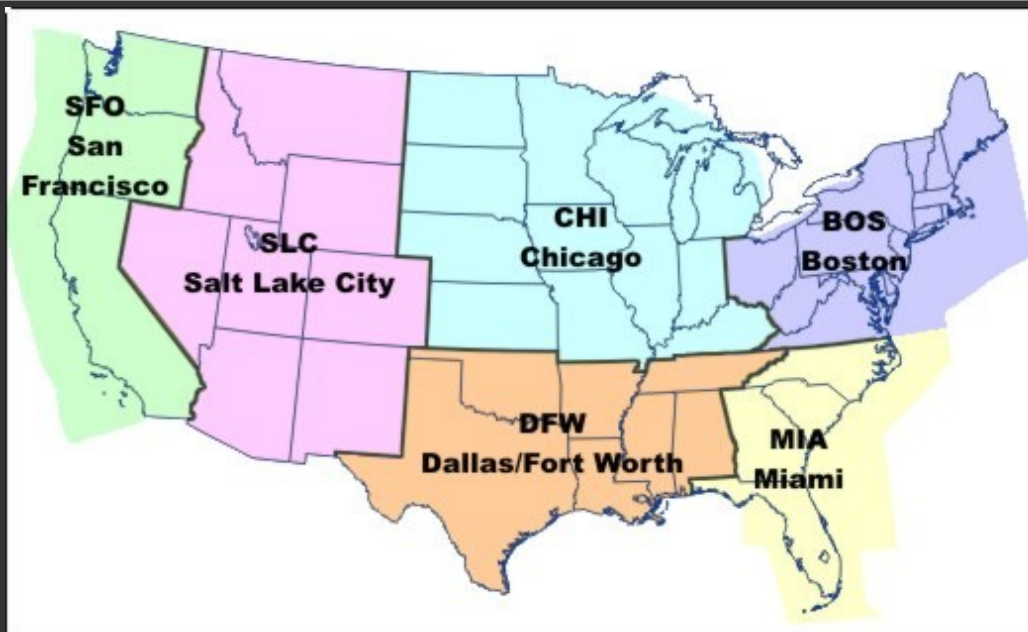 SFO
San
Francisco
SLC
Salt Lake City
CHI
Chicago
BOS
Boston
DFW
Dallas/Fort Worth
MIA
Miami